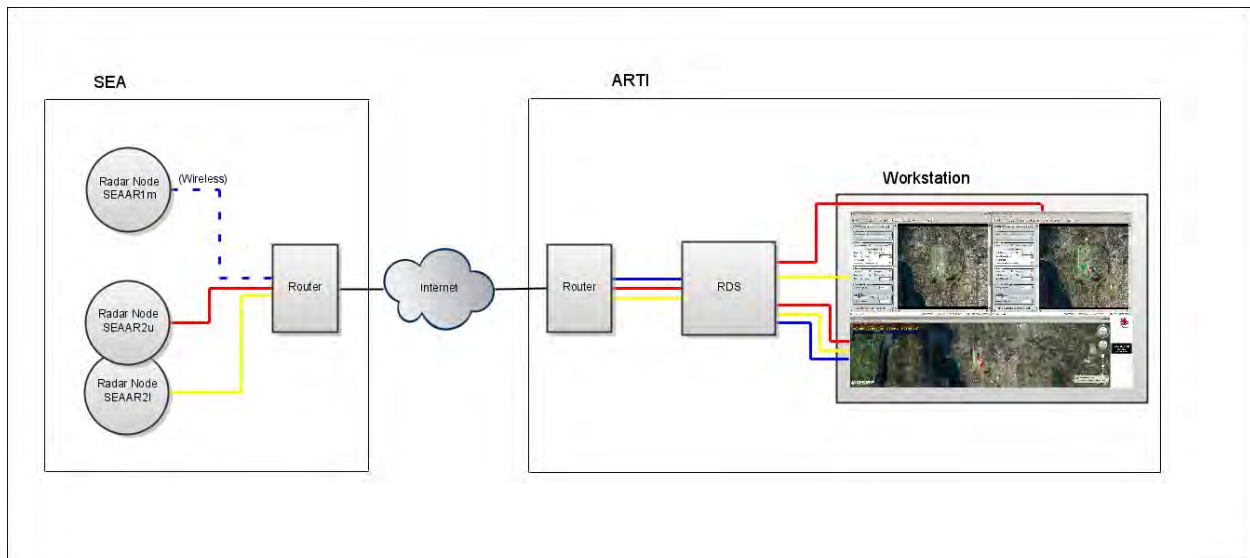 SEA
ARTI
Radar Node
SEAAR1m
(Wireless)
Workstation
Router
Internet
Router
RDS
Radar Node
SEAAR2u
Radar Node
SEAAR2l